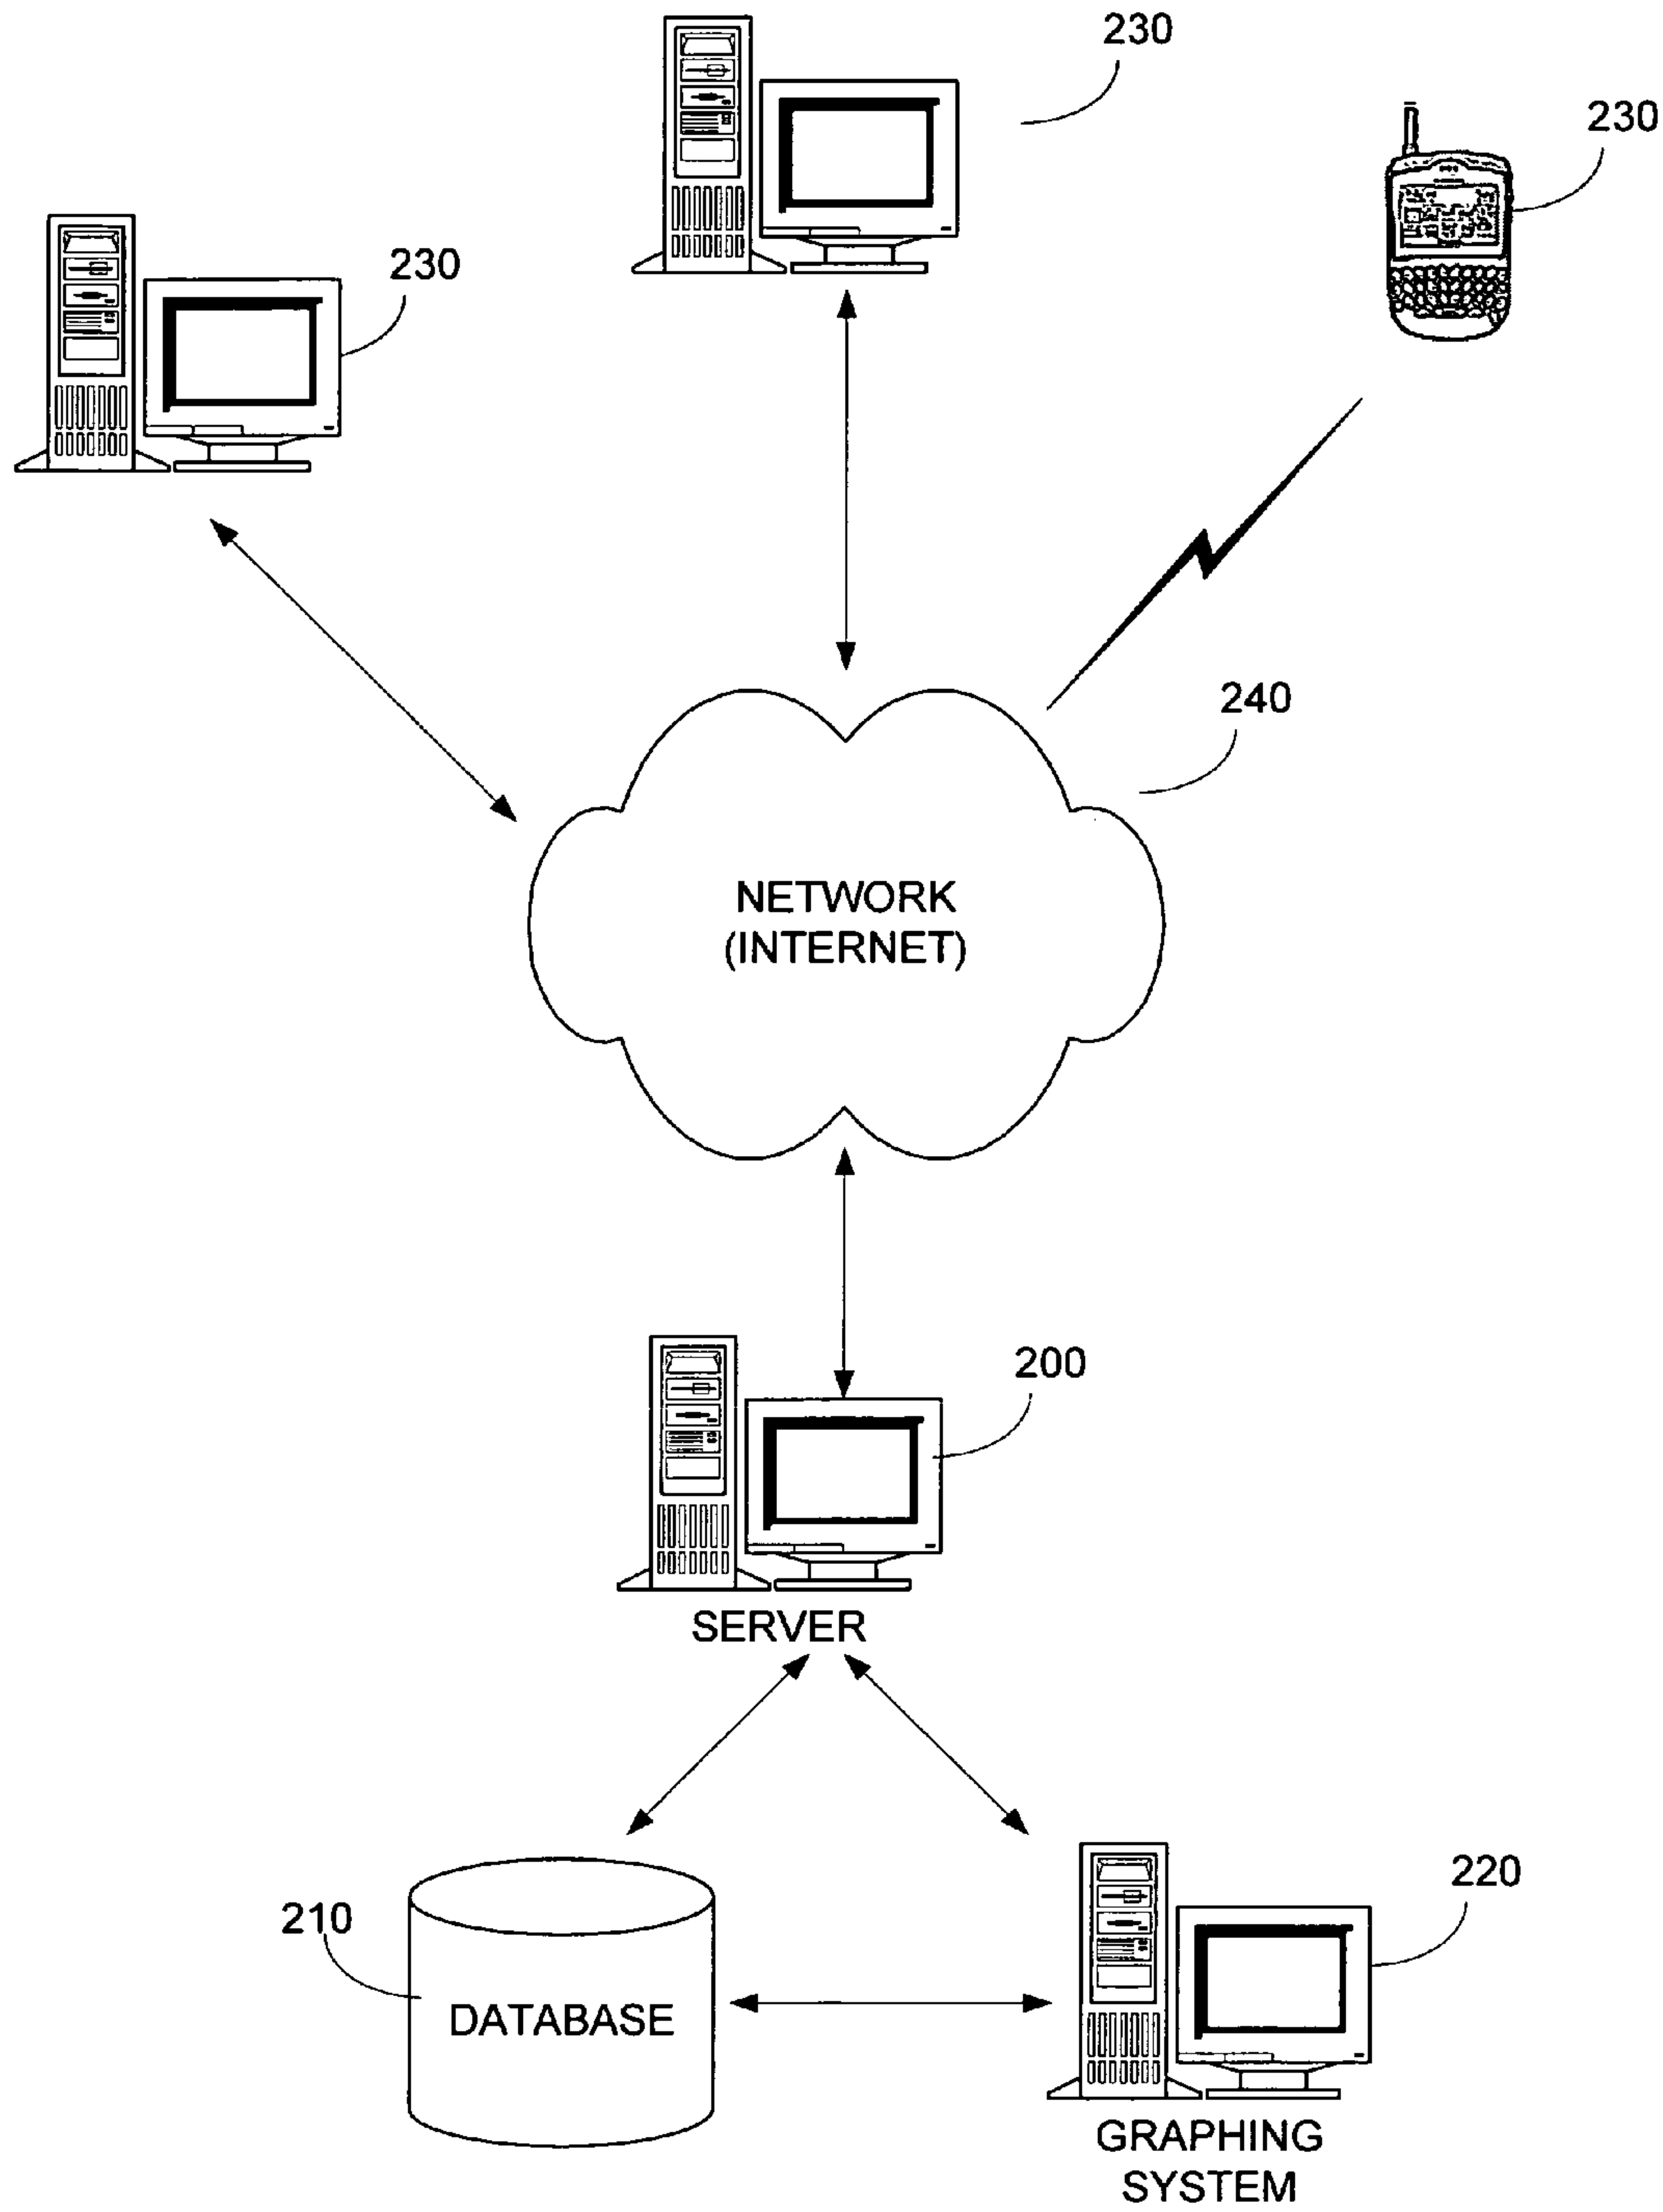 230
230
230
240
NETWORK
(INTERNET)
200
SERVER
220
210
DATABASE
GRAPHING
SYSTEM